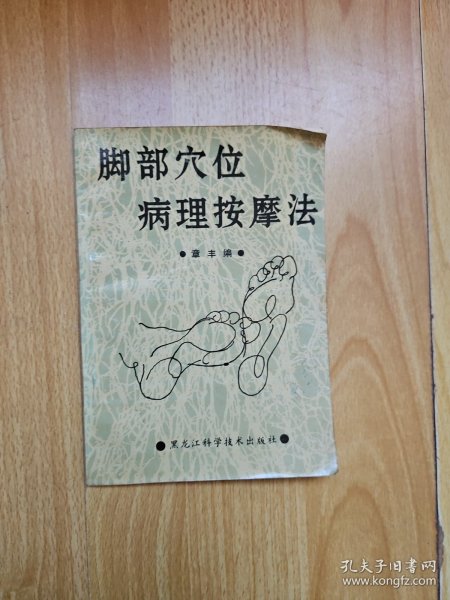 脚部穴位
病理按摩法
●章丰编●
●黑龙江科学技术出版社●
孔夫子旧书网
www.kongfz.com